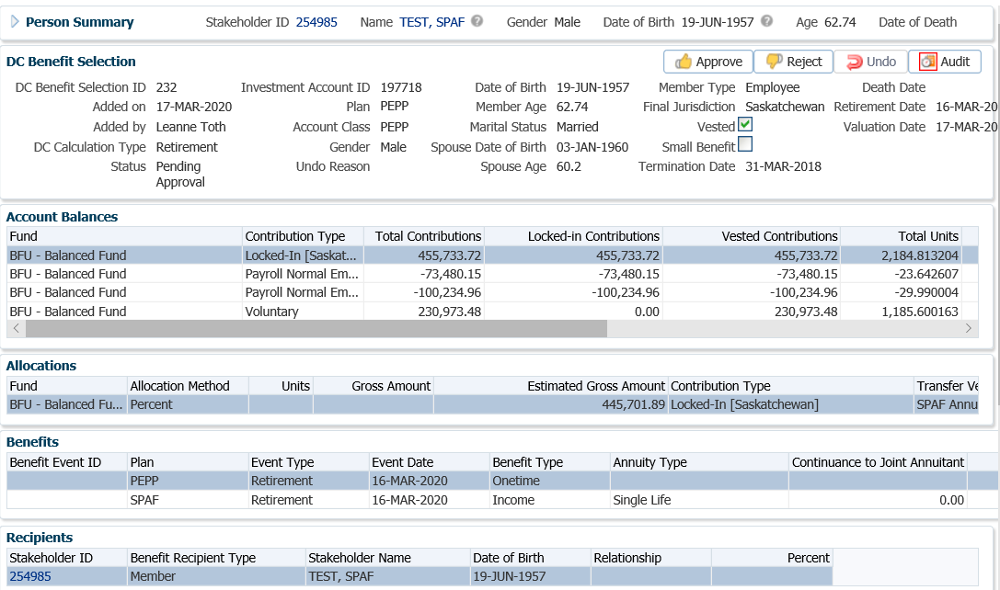 Person Summary Stakeholder ID 254985 Name TEST, SPAF Gender Male Date of Birth 19-JUN-1957 Age 62.74 Date of Death
DC Benefit Selection Approve Reject Undo Audit
DC Benefit Selection ID 232 Investment Account ID 197718 Date of Birth 19-JUN-1957 Member Type Employee Death Date
Added on 17-MAR-2020 Plan PEPP Member Age 62.74 Final Jurisdiction Saskatchewan Retirement Date 16-MAR-20
Added by Leanne Toth Account Class PEPP Marital Status Married Vested Valuation Date 17-MAR-20
DC Calculation Type Retirement Gender Male Spouse Date of Birth 03-JAN-1960 Small Benefit
Status Pending Undo Reason Spouse Age 60.2 Termination Date 31-MAR-2018
Approval
Account Balances
Fund Contribution Type Total Contributions Locked-in Contributions Vested Contributions Total Units
BFU - Balanced Fund Locked-In [Saskat... 455,733.72 455,733.72 455,733.72 2,184.813204
BFU - Balanced Fund Payroll Normal Em... -73,480.15 -73,480.15 -73,480.15 -23.642607
BFU - Balanced Fund Payroll Normal Em... -100,234.96 -100,234.96 -100,234.96 -29.990004
BFU - Balanced Fund Voluntary 230,973.48 0.00 230,973.48 1,185.600163
Allocations
Fund Allocation Method Units Gross Amount Estimated Gross Amount Contribution Type Transfer Ve
BFU - Balanced Fu... Percent 445,701.89 Locked-In [Saskatchewan] SPAF Annu
Benefits
Benefit Event ID Plan Event Type Event Date Benefit Type Annuity Type Continuance to Joint Annuitant
PEPP Retirement 16-MAR-2020 Onetime
SPAF Retirement 16-MAR-2020 Income Single Life 0.00
Recipients
Stakeholder ID Benefit Recipient Type Stakeholder Name Date of Birth Relationship Percent
254985 Member TEST, SPAF 19-JUN-1957